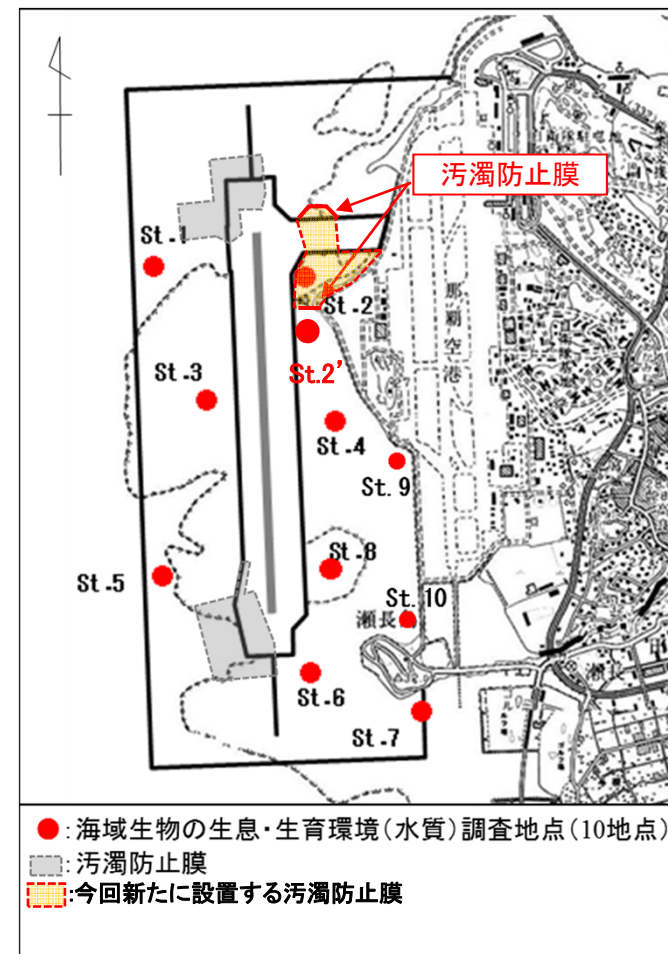 汚濁防止膜
St.1
St.2
St.2’
那覇空港
St.3
St.4
St.9
St.8
St.5
St.10
瀬長
St.6
St.7
●:海域生物の生息・生育環境(水質)調査地点(10地点)
:汚濁防止膜
:今回新たに設置する汚濁防止膜